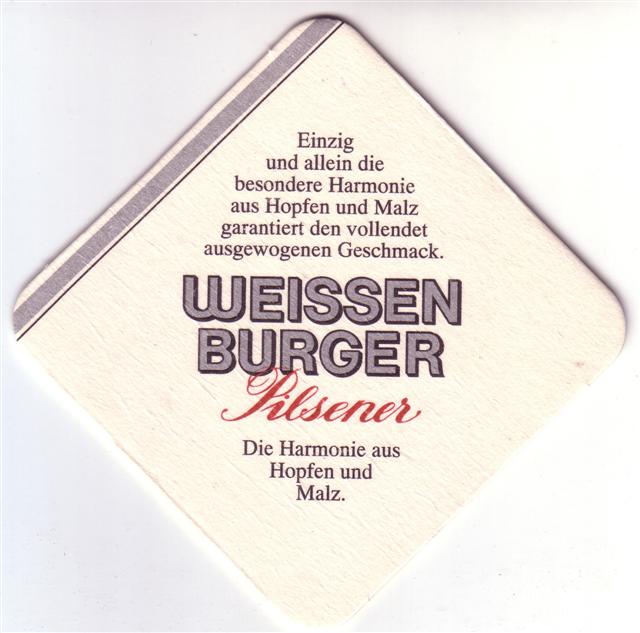 Einzig
und allein die
besondere Harmonie
aus Hopfen und Malz
garantiert den vollendet
ausgewogenen Geschmack.
WEISSEN
BURGER
Pilsener
Die Harmonie aus
Hopfen und
Malz.